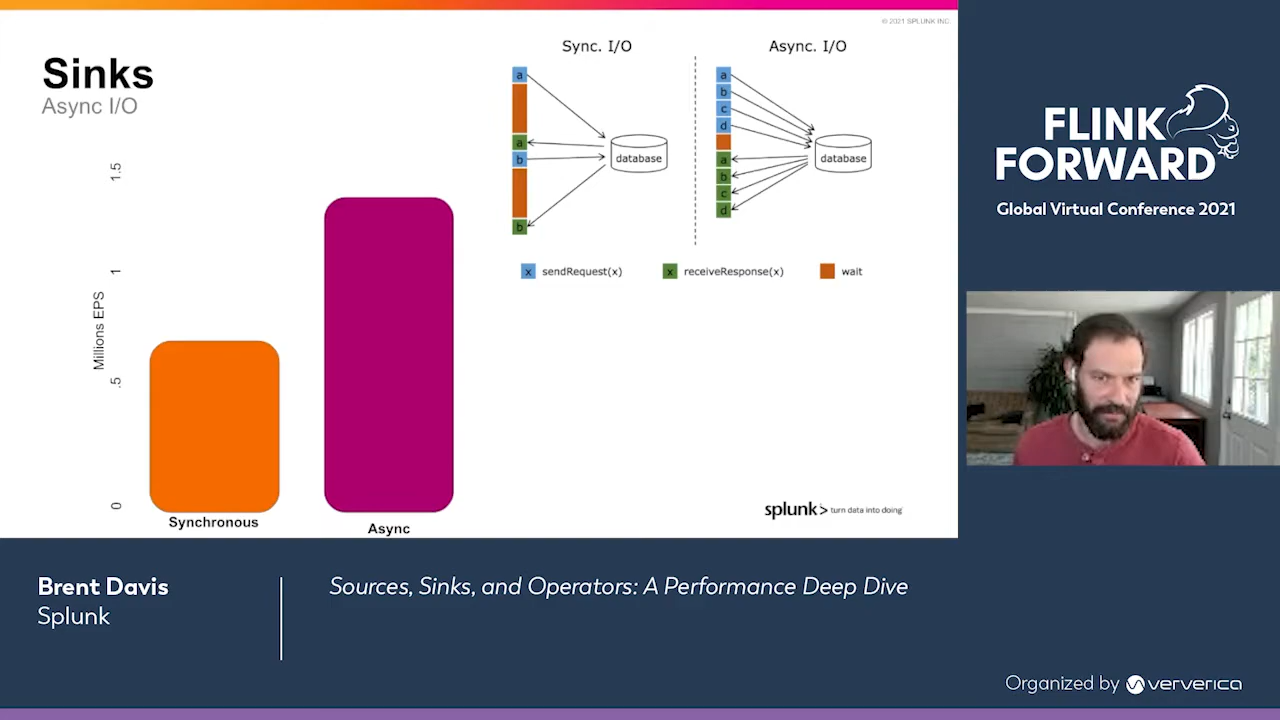 © 2021 SPLUNK INC.
Sinks
Async I/O
Millions EPS
1.5
1
.5
0
Synchronous
Async
Sync. I/O
a
a
b
b
database
Async. I/O
a
b
c
d
a
b
c
d
database
x sendRequest(x)
x receiveResponse(x)
wait
splunk> turn data into doing
FLINK
FORWARD
Global Virtual Conference 2021
Brent Davis
Splunk
Sources, Sinks, and Operators: A Performance Deep Dive
Organized by ververica